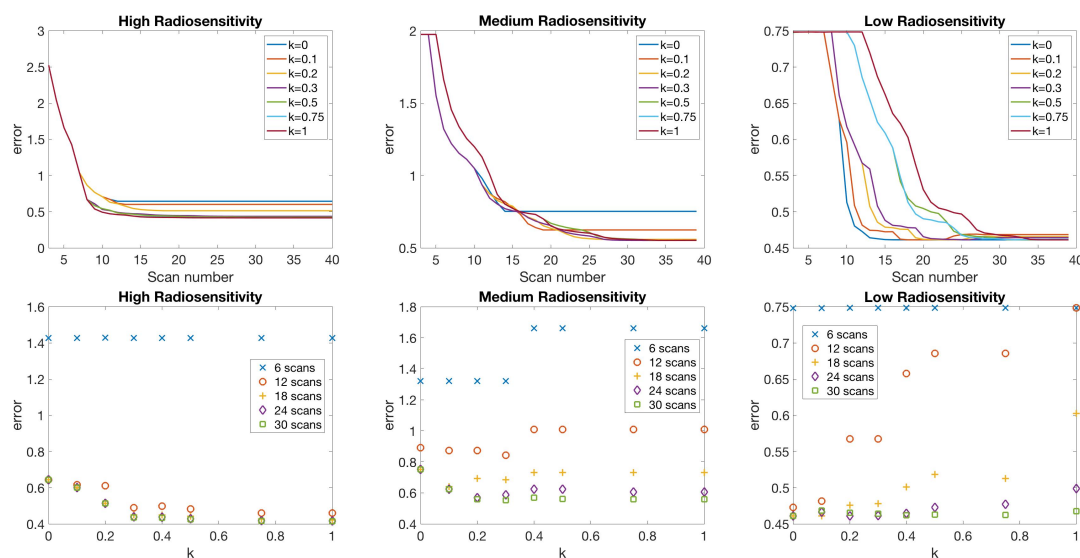 High Radiosensitivity
3
2.5
2
1.5
1
0.5
0
error
5 10 15 20 25 30 35 40
Scan number
k=0
k=0.1
k=0.2
k=0.3
k=0.5
k=0.75
k=1
Medium Radiosensitivity
2
1.5
1
0.5
error
5 10 15 20 25 30 35 40
Scan number
k=0
k=0.1
k=0.2
k=0.3
k=0.5
k=0.75
k=1
Low Radiosensitivity
0.75
0.7
0.65
0.6
0.55
0.5
0.45
error
5 10 15 20 25 30 35 40
Scan number
k=0
k=0.1
k=0.2
k=0.3
k=0.5
k=0.75
k=1
High Radiosensitivity
1.6
1.4
1.2
1
0.8
0.6
0.4
error
0 0.2 0.4 0.6 0.8 1
k
6 scans
12 scans
18 scans
24 scans
30 scans
Medium Radiosensitivity
1.8
1.6
1.4
1.2
1
0.8
0.6
0.4
error
0 0.2 0.4 0.6 0.8 1
k
6 scans
12 scans
18 scans
24 scans
30 scans
Low Radiosensitivity
0.75
0.7
0.65
0.6
0.55
0.5
0.45
error
0 0.2 0.4 0.6 0.8 1
k
6 scans
12 scans
18 scans
24 scans
30 scans